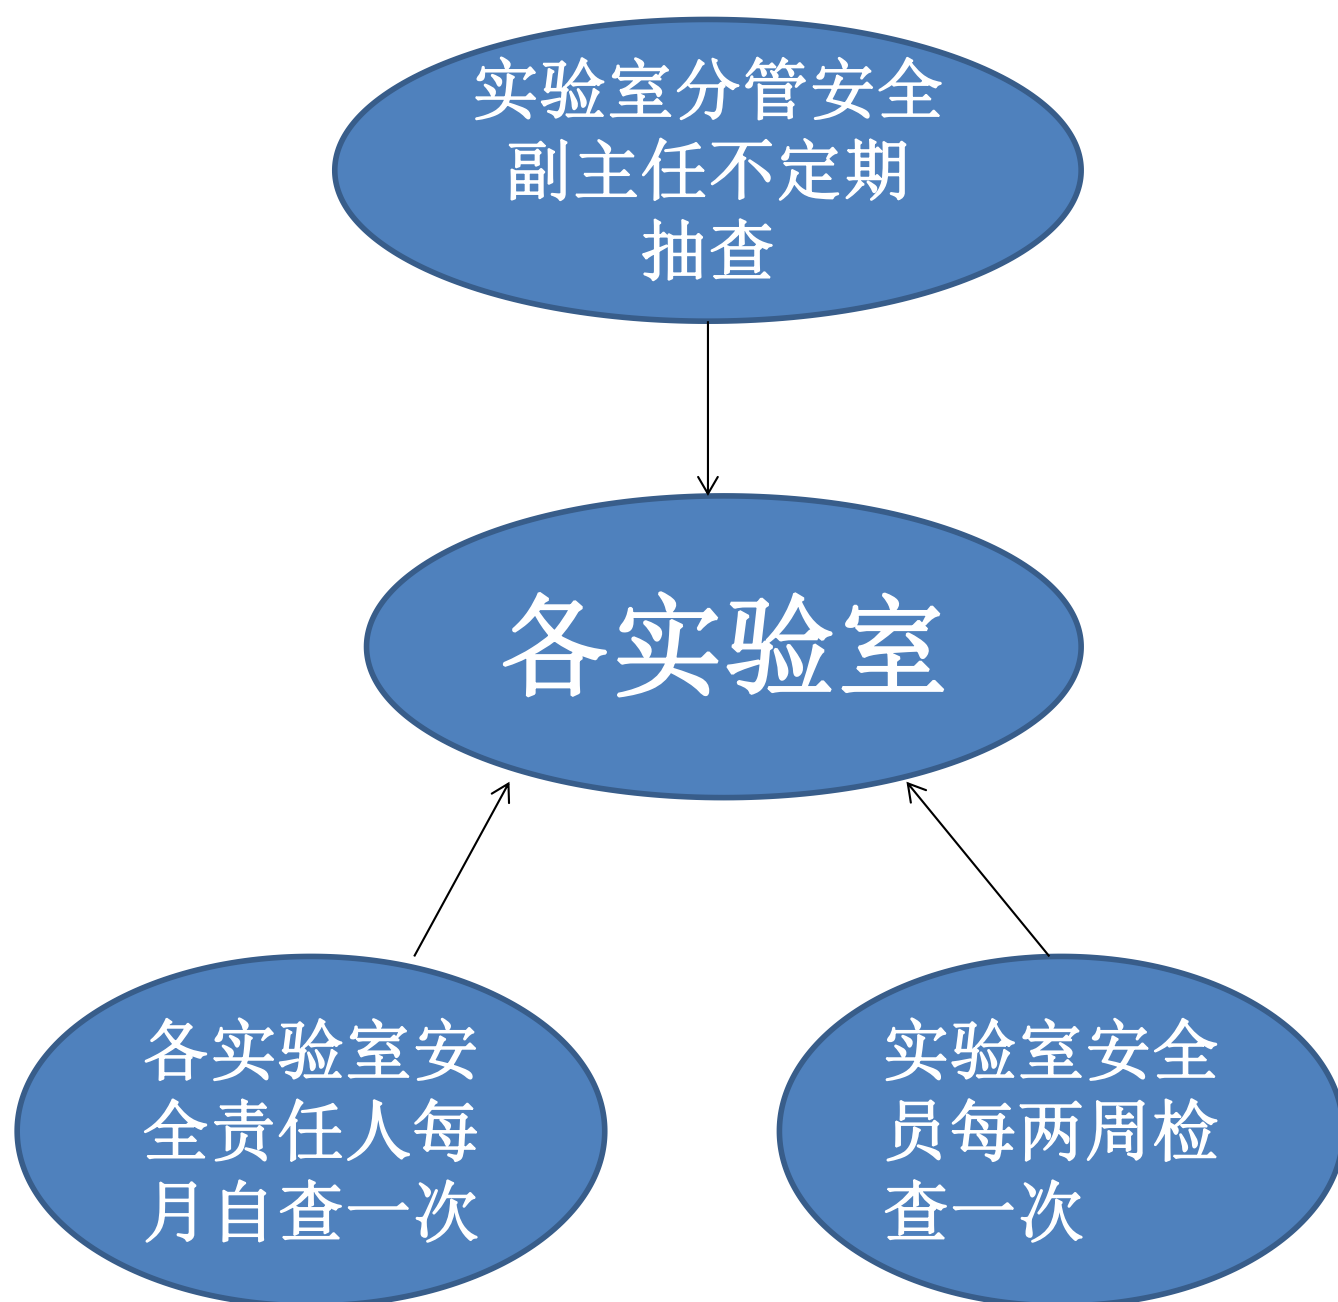 实验室分管安全
副主任不定期
抽查
各实验室
各实验室安
全责任人每
月自查一次
实验室安全
员每两周检
查一次